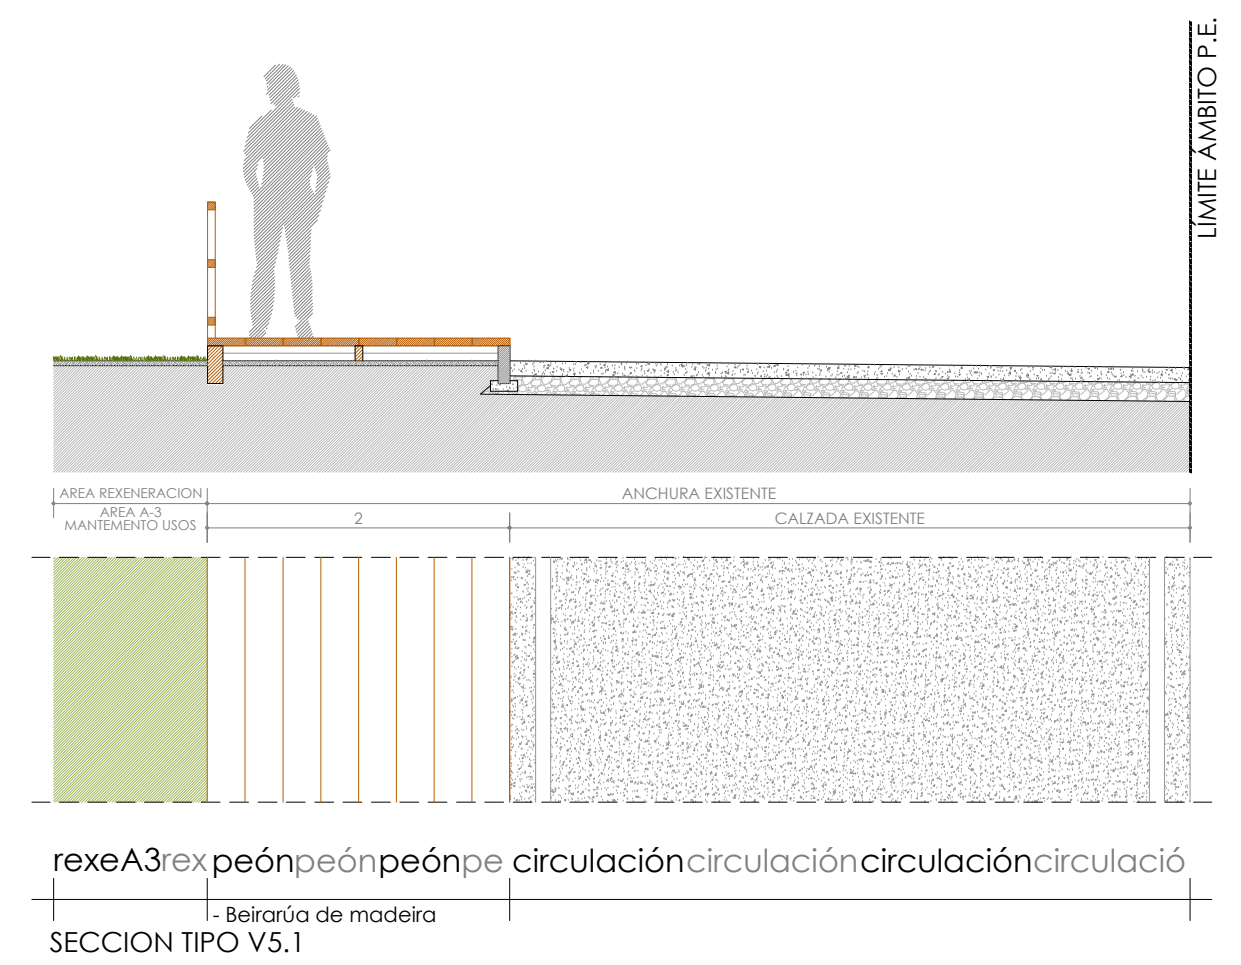 LÍMITE ÁMBITO P.E.
AREA REXENERACION
ANCHURA EXISTENTE
AREA A-3
MANTEMENTO USOS
2
CALZADA EXISTENTE
rexeA3rex peónpeónpeónpe circulacióncirculacióncirculacióncirculació
- Beirarúa de madeira
SECCION TIPO V5.1